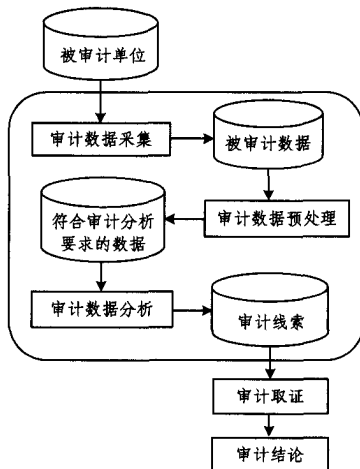 被审计单位
审计数据采集
被审计数据
审计数据预处理
符合审计分析
要求的数据
审计数据分析
审计线索
审计取证
审计结论